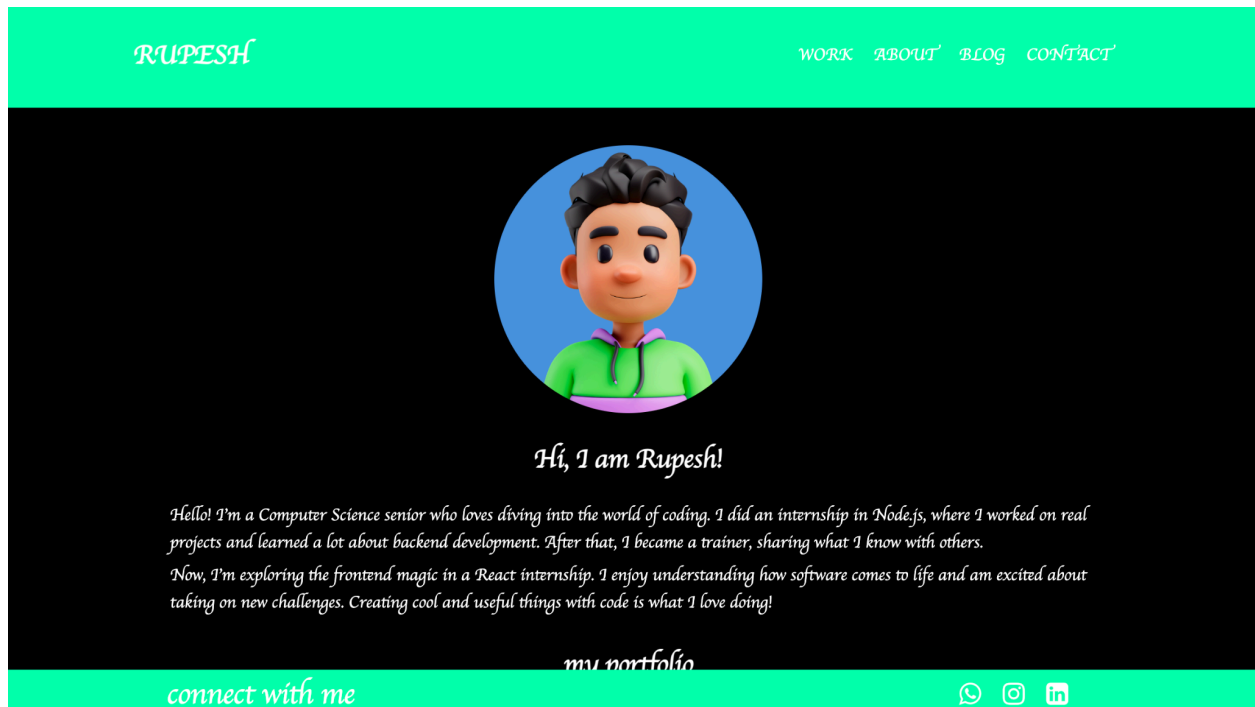 RUPESH
WORK ABOUT BLOG CONTACT
Hi, I am Rupesh!
Hello! I'm a Computer Science senior who loves diving into the world of coding. I did an internship in Node.js, where I worked on real
projects and learned a lot about backend development. After that, I became a trainer, sharing what I know with others.
Now, I'm exploring the frontend magic in a React internship. I enjoy understanding how software comes to life and am excited about
taking on new challenges. Creating cool and useful things with code is what I love doing!
my portfolio
connect with me
in